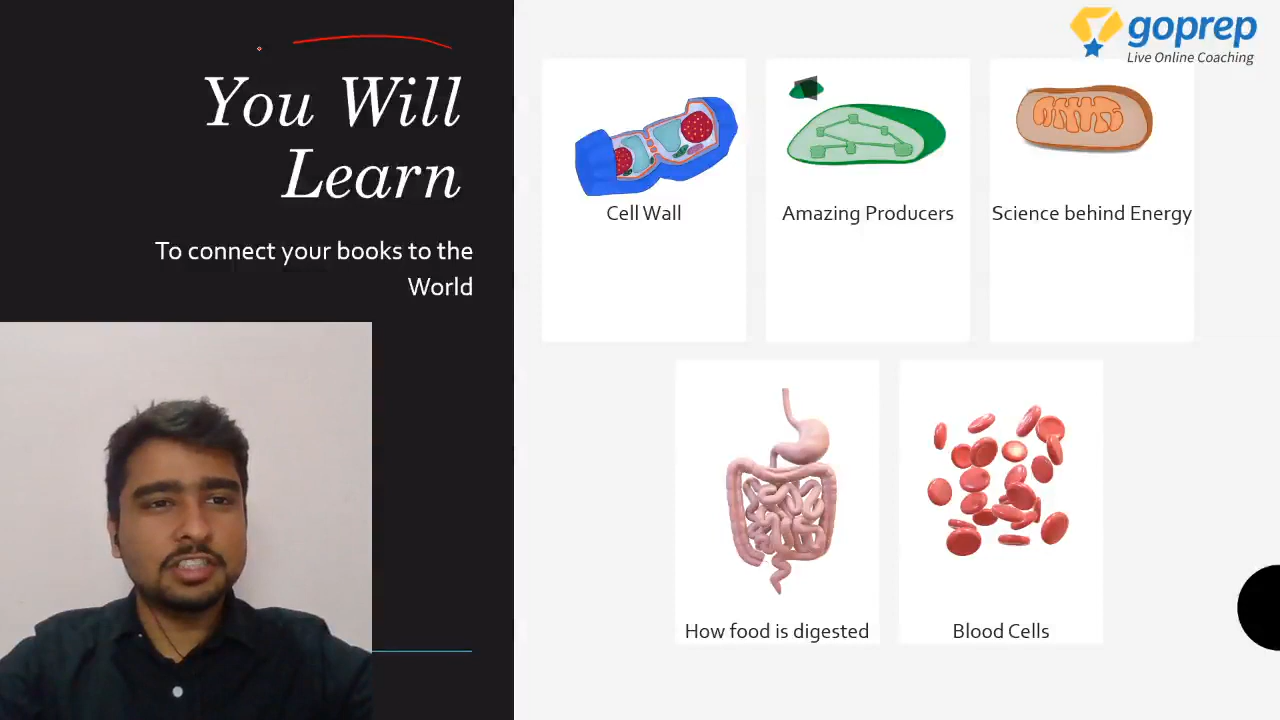 You Will
Learn
To connect your books to the
World
goprep
Live Online Coaching
Cell Wall
Amazing Producers
Science behind Energy
How food is digested
Blood Cells